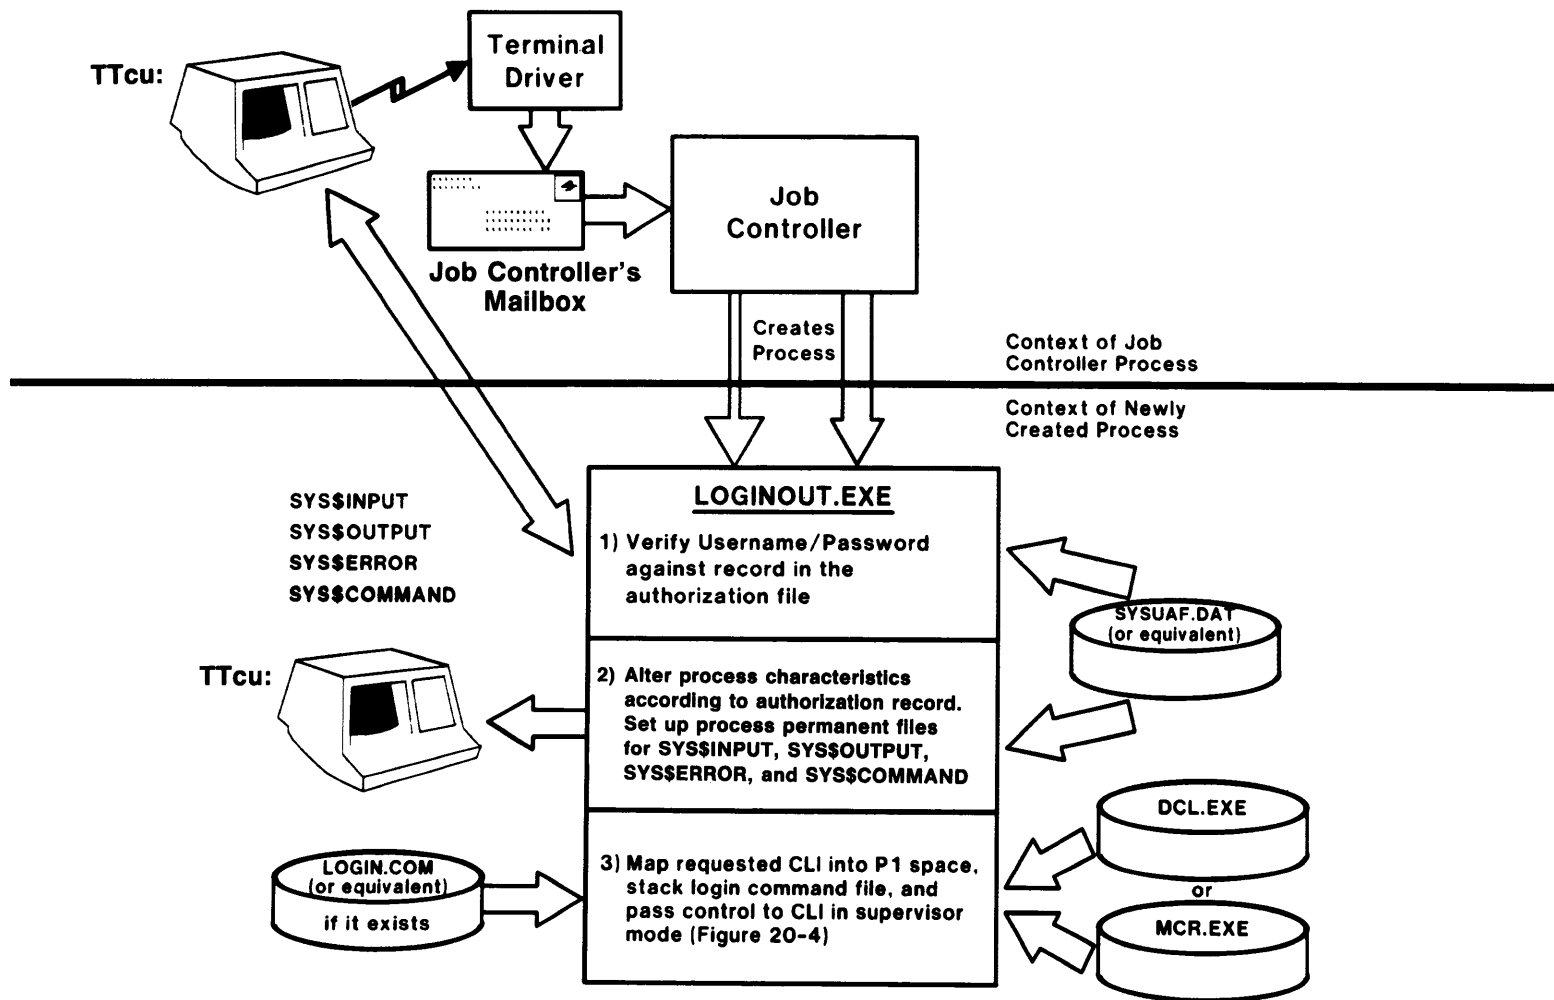 Terminal
Driver
TTcu:
Job
Controller
Job Controller's
Mailbox
Creates
Process
Context of Job
Controller Process
Context of Newly
Created Process
SYS$INPUT
SYS$OUTPUT
SYS$ERROR
SYS$COMMAND
LOGINOUT.EXE
1) Verify Username/Password
against record in the
authorization file
SYSUAF.DAT
(or equivalent)
TTcu:
2) Alter process characteristics
according to authorization record.
Set up process permanent files
for SYS$INPUT, SYS$OUTPUT,
SYS$ERROR, and SYS$COMMAND
LOGIN.COM
(or equivalent)
if it exists
3) Map requested CLI into P1 space,
stack login command file, and
pass control to CLI in supervisor
mode (Figure 20-4)
DCL.EXE
or
MCR.EXE